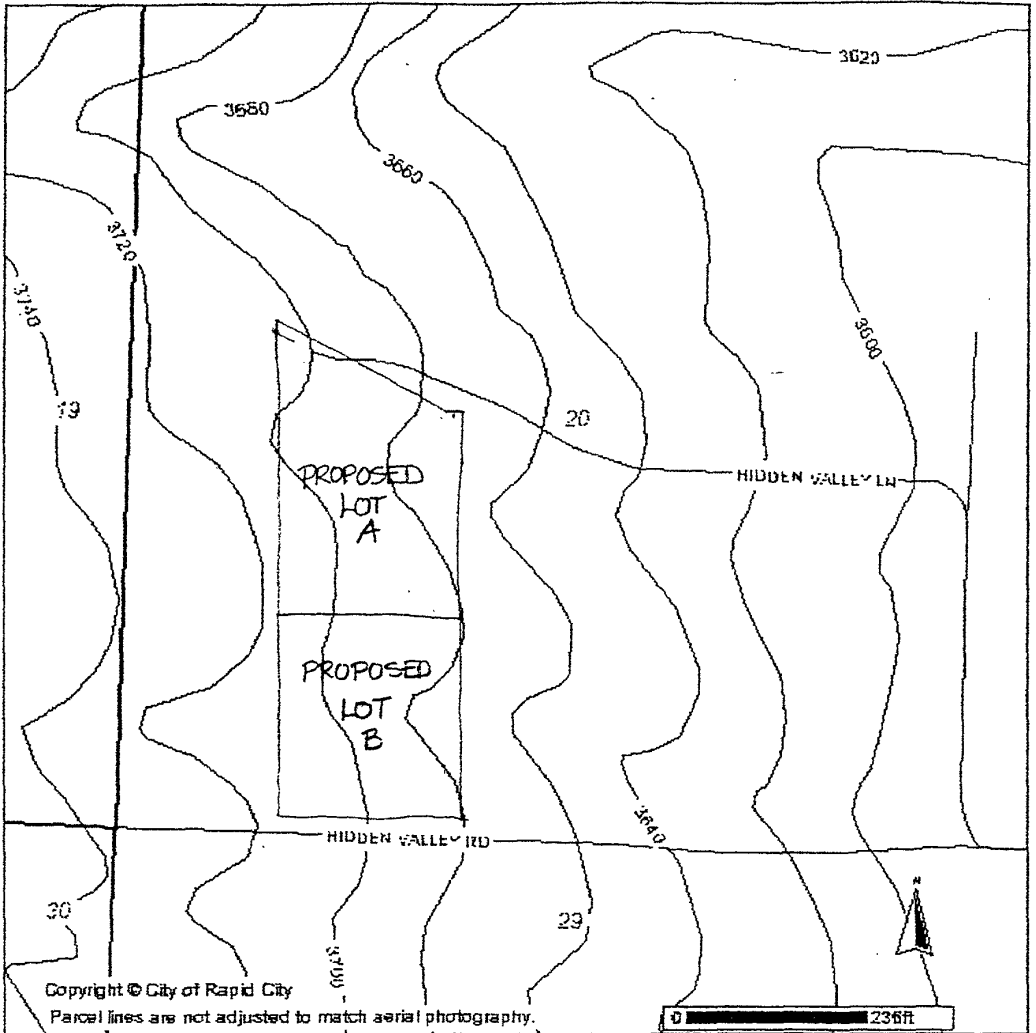 3620
3680
3660
3720
3740
3600
19
20
PROPOSED
LOT
A
HIDDEN VALLEY LN
PROPOSED
LOT
B
3640
HIDDEN VALLEY RD
N
30
29
3700
Copyright © City of Rapid City
Parcel lines are not adjusted to match aerial photography.
0 236ft